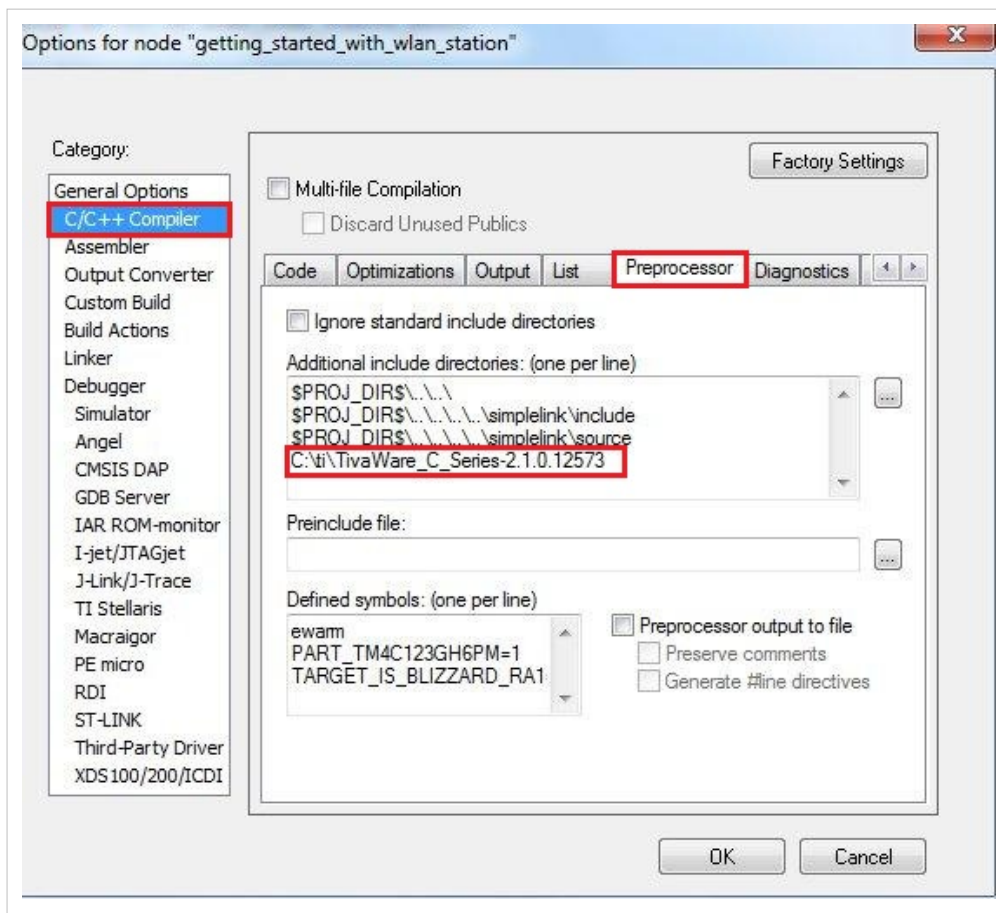 Options for node "getting_started_with_wlan_station"
Category:
General Options
C/C++ Compiler
Assembler
Output Converter
Custom Build
Build Actions
Linker
Debugger
Simulator
Angel
CMSIS DAP
GDB Server
IAR ROM-monitor
I-jet/JTAGjet
J-Link/J-Trace
TI Stellaris
Macraigor
PE micro
RDI
ST-LINK
Third-Party Driver
XDS100/200/ICDI
Factory Settings
Multi-file Compilation
Discard Unused Publics
Code Optimizations Output List Preprocessor Diagnostics
Ignore standard include directories
Additional include directories: (one per line)
$PROJ_DIR$\..\..\
$PROJ_DIR$\..\..\..\..\simplelink\include
$PROJ_DIR$\..\..\..\..\simplelink\source
C:\ti\TivaWare_C_Series-2.1.0.12573
...
Preinclude file:
...
Defined symbols: (one per line)
ewarm
PART_TM4C123GH6PM=1
TARGET_IS_BLIZZARD_RA1
Preprocessor output to file
Preserve comments
Generate #line directives
OK Cancel